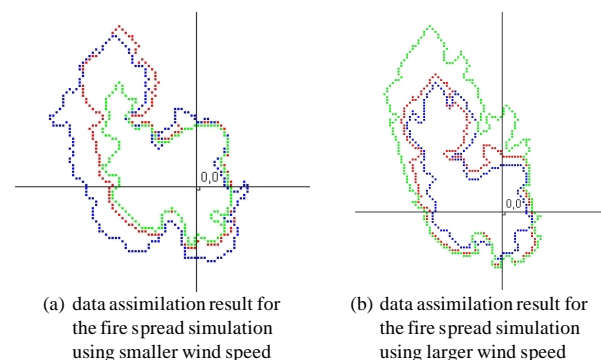 0,0
0,0
(a) data assimilation result for
the fire spread simulation
using smaller wind speed
(b) data assimilation result for
the fire spread simulation
using larger wind speed